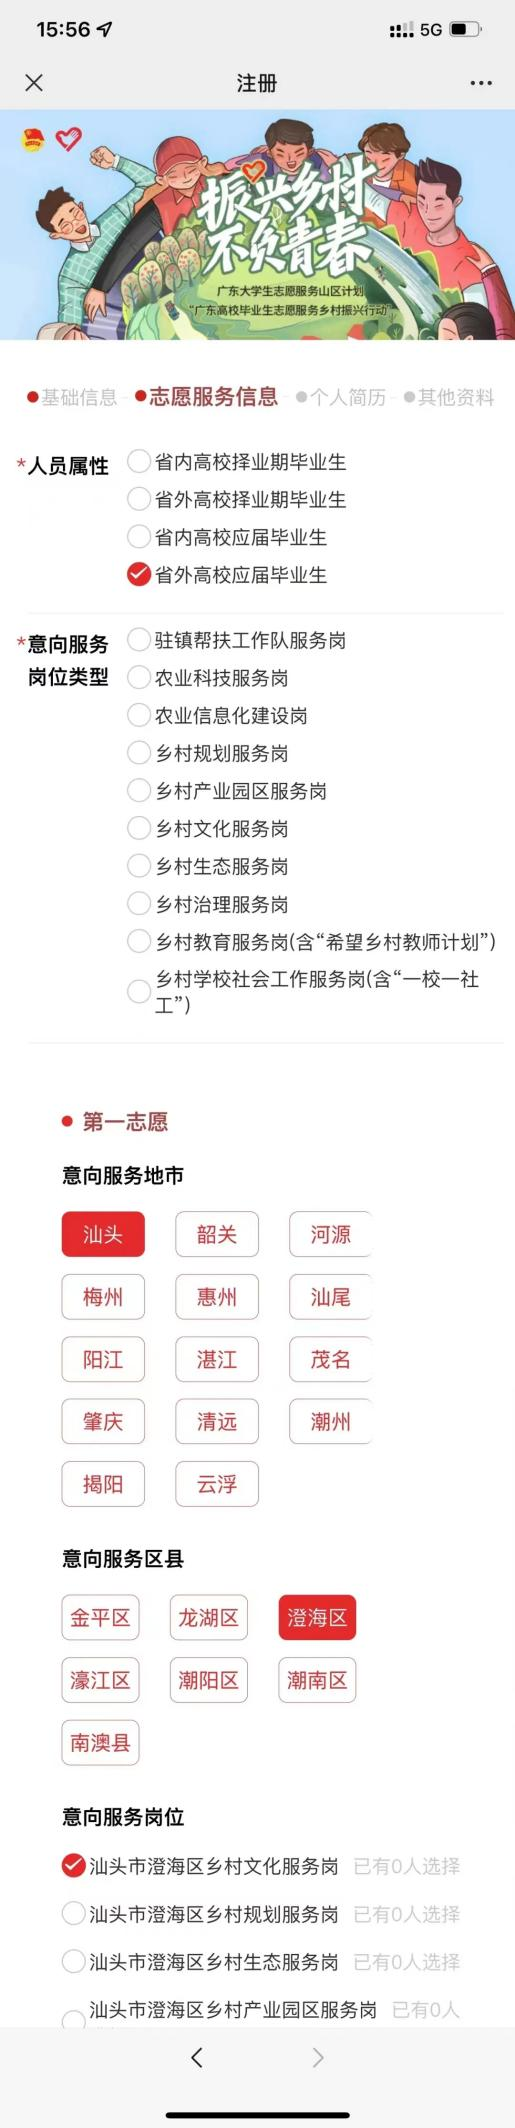 15:56
5G
注册
振兴乡村
不负青春
广东大学生志愿服务山区计划
“广东高校毕业生志愿服务乡村振兴行动”
基础信息
志愿服务信息
个人简历
其他资料
*人员属性
省内高校择业期毕业生
省外高校择业期毕业生
省内高校应届毕业生
省外高校应届毕业生
*意向服务
岗位类型
驻镇帮扶工作队服务岗
农业科技服务岗
农业信息化建设岗
乡村规划服务岗
乡村产业园区服务岗
乡村文化服务岗
乡村生态服务岗
乡村治理服务岗
乡村教育服务岗(含“希望乡村教师计划”)
乡村学校社会工作服务岗(含“一校一社
工”)
第一志愿
意向服务地市
汕头 韶关 河源
梅州 惠州 汕尾
阳江 湛江 茂名
肇庆 清远 潮州
揭阳 云浮
意向服务区县
金平区 龙湖区 澄海区
濠江区 潮阳区 潮南区
南澳县
意向服务岗位
汕头市澄海区乡村文化服务岗 已有0人选择
汕头市澄海区乡村规划服务岗 已有0人选择
汕头市澄海区乡村生态服务岗 已有0人选择
汕头市澄海区乡村产业园区服务岗 已有0人